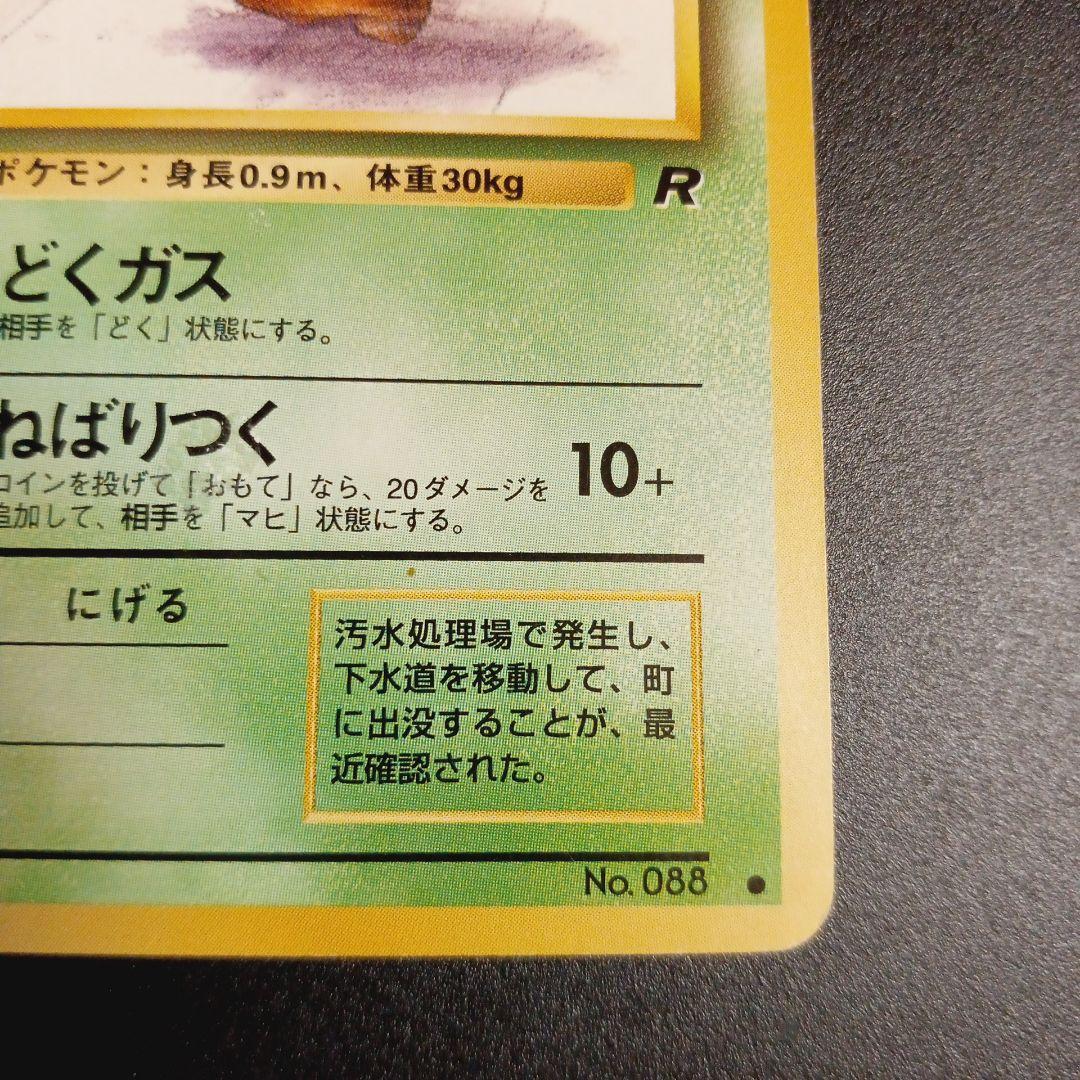 ポケモン：身長0.9m、体重30kg R
どくガス
相手を「どく」状態にする。
ねばりつく
コインを投げて「おもて」なら、20ダメージを
追加して、相手を「マヒ」状態にする。
10+
にげる
汚水処理場で発生し、
下水道を移動して、町
に出没することが、最
近確認された。
No. 088 ●